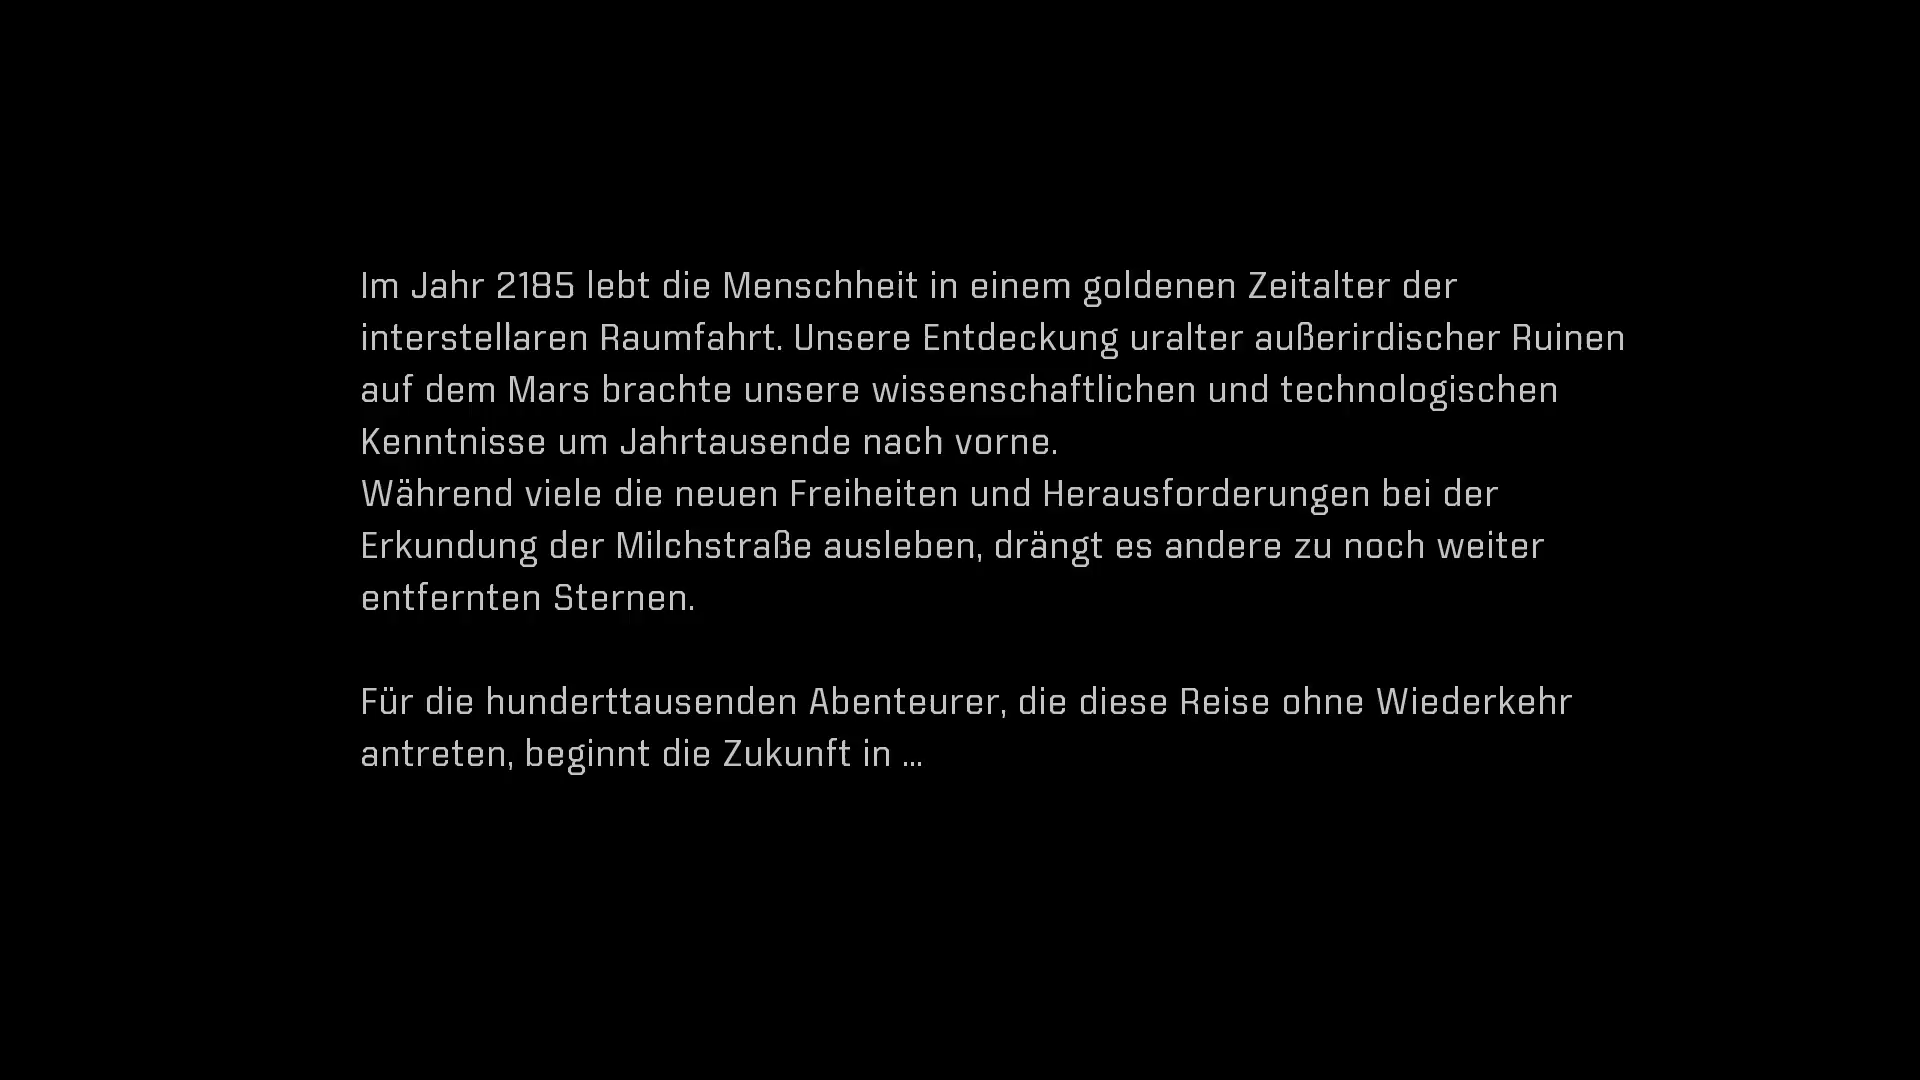 Im Jahr 2185 lebt die Menschheit in einem goldenen Zeitalter der
interstellaren Raumfahrt. Unsere Entdeckung uralter außerirdischer Ruinen
auf dem Mars brachte unsere wissenschaftlichen und technologischen
Kenntnisse um Jahrtausende nach vorne.
Während viele die neuen Freiheiten und Herausforderungen bei der
Erkundung der Milchstraße ausleben, drängt es andere zu noch weiter
entfernten Sternen.
Für die hunderttausenden Abenteurer, die diese Reise ohne Wiederkehr
antreten, beginnt die Zukunft in ...